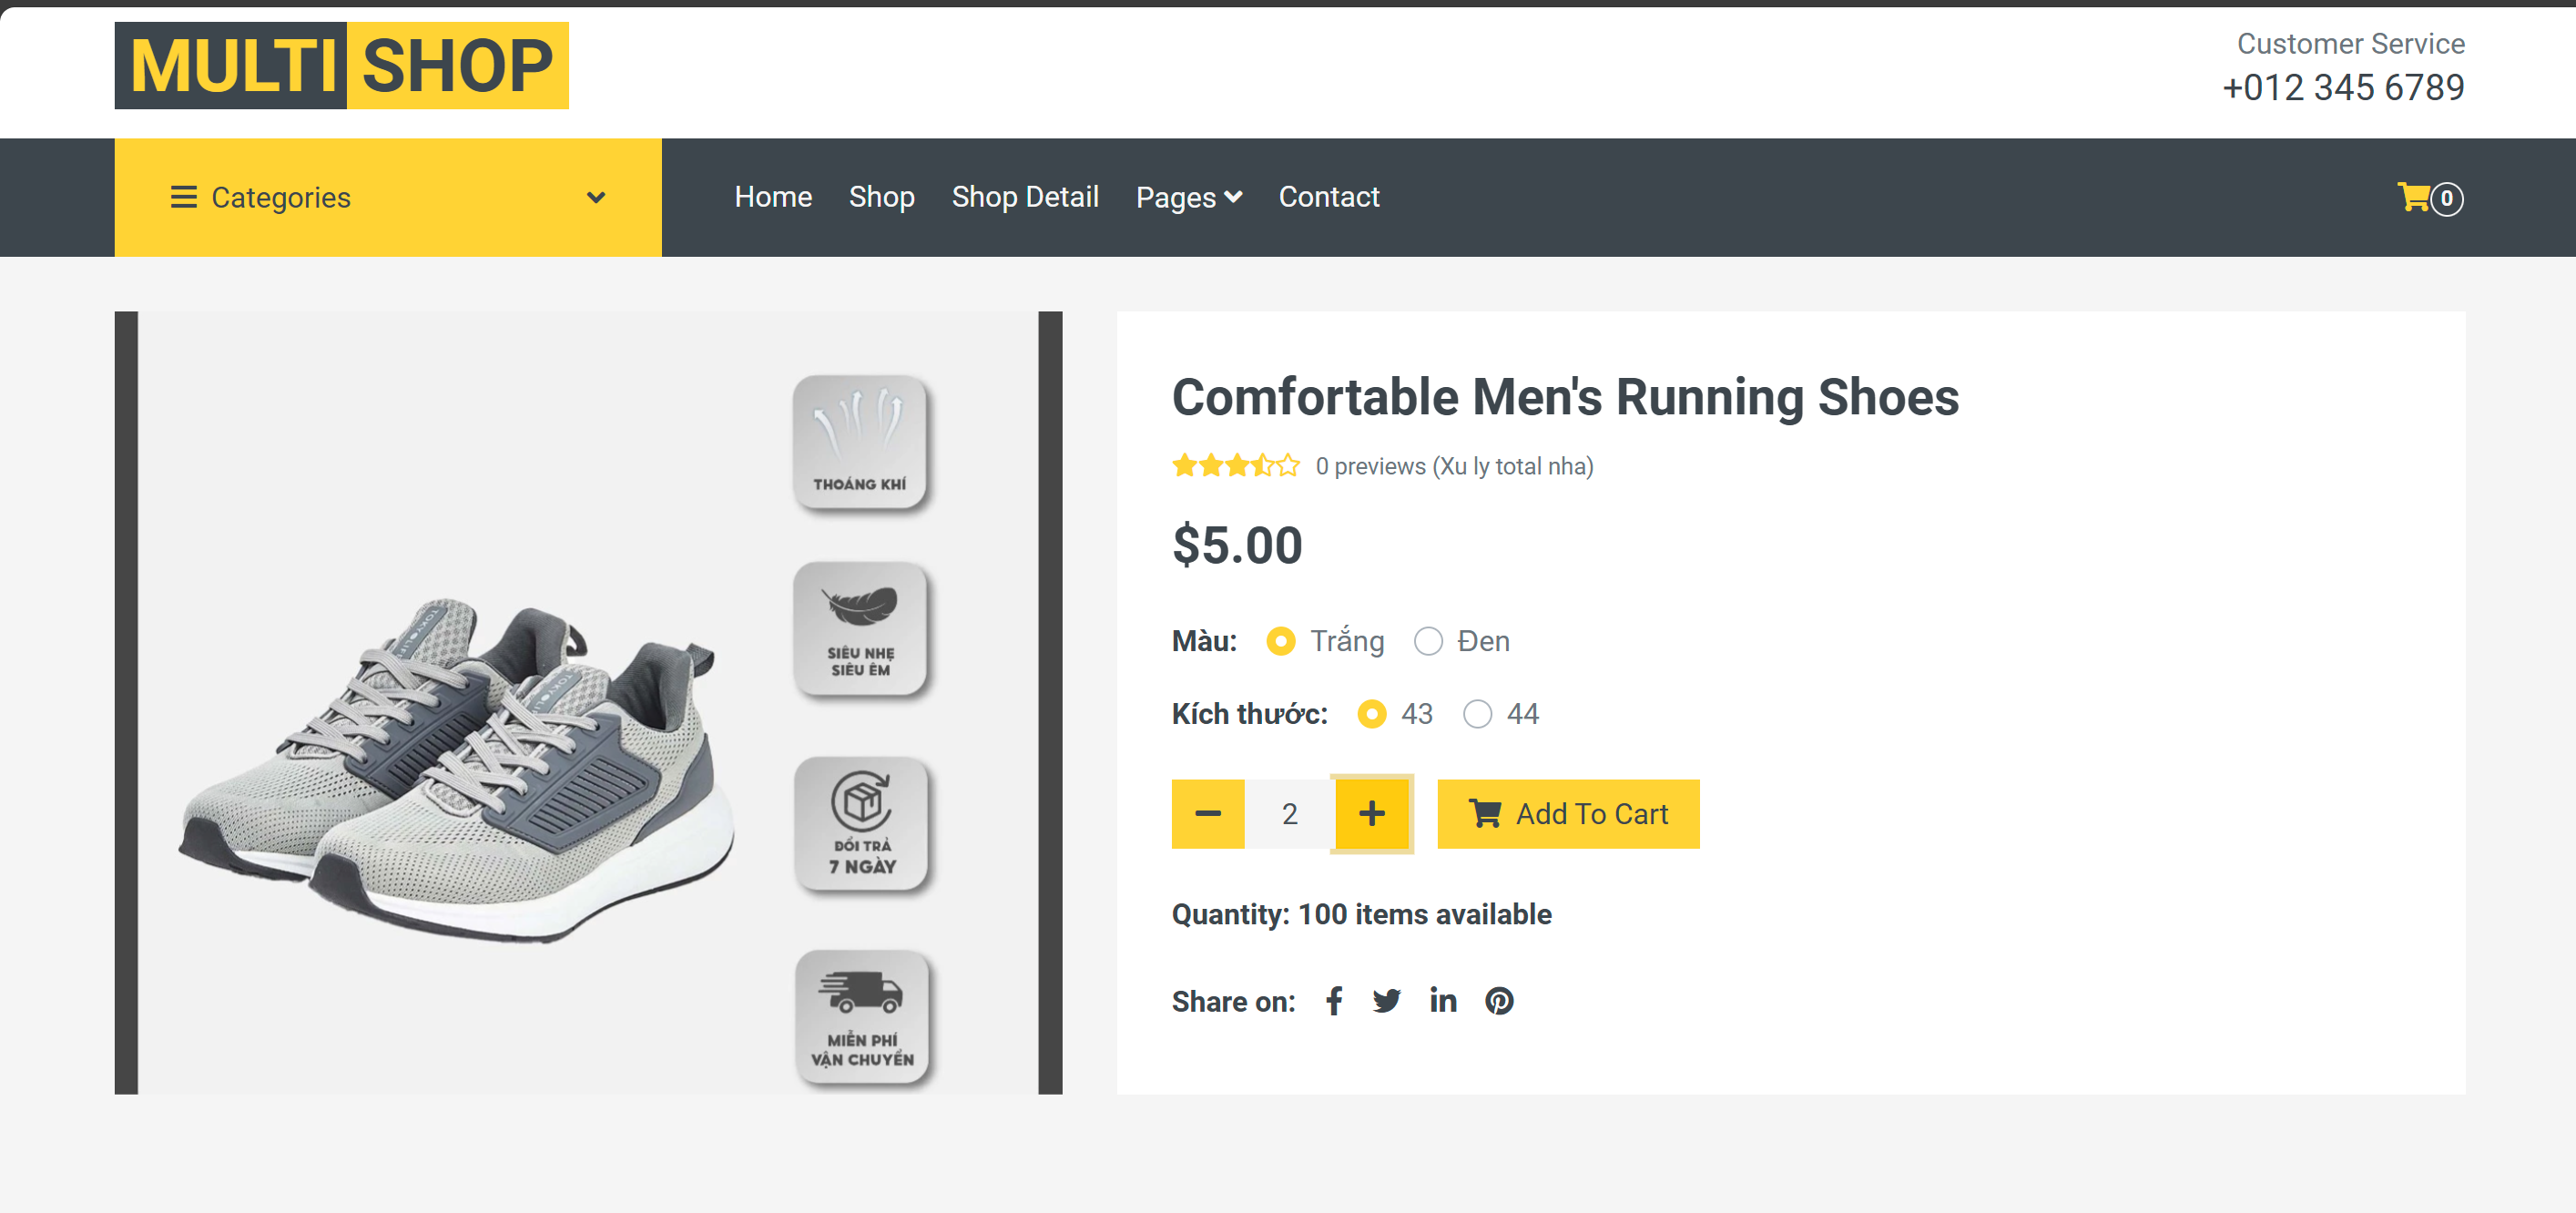 MULTI SHOP
Customer Service
+012 345 6789
Categories
Home Shop Shop Detail Pages Contact
0
THOÁNG KHÍ
SIÊU NHẸ
SIÊU ÊM
ĐỔI TRẢ
7 NGÀY
MIỄN PHÍ
VẬN CHUYỂN
Comfortable Men's Running Shoes
0 previews (Xu ly total nha)
$5.00
Màu: Trắng Đen
Kích thước: 43 44
2
Add To Cart
Quantity: 100 items available
Share on: